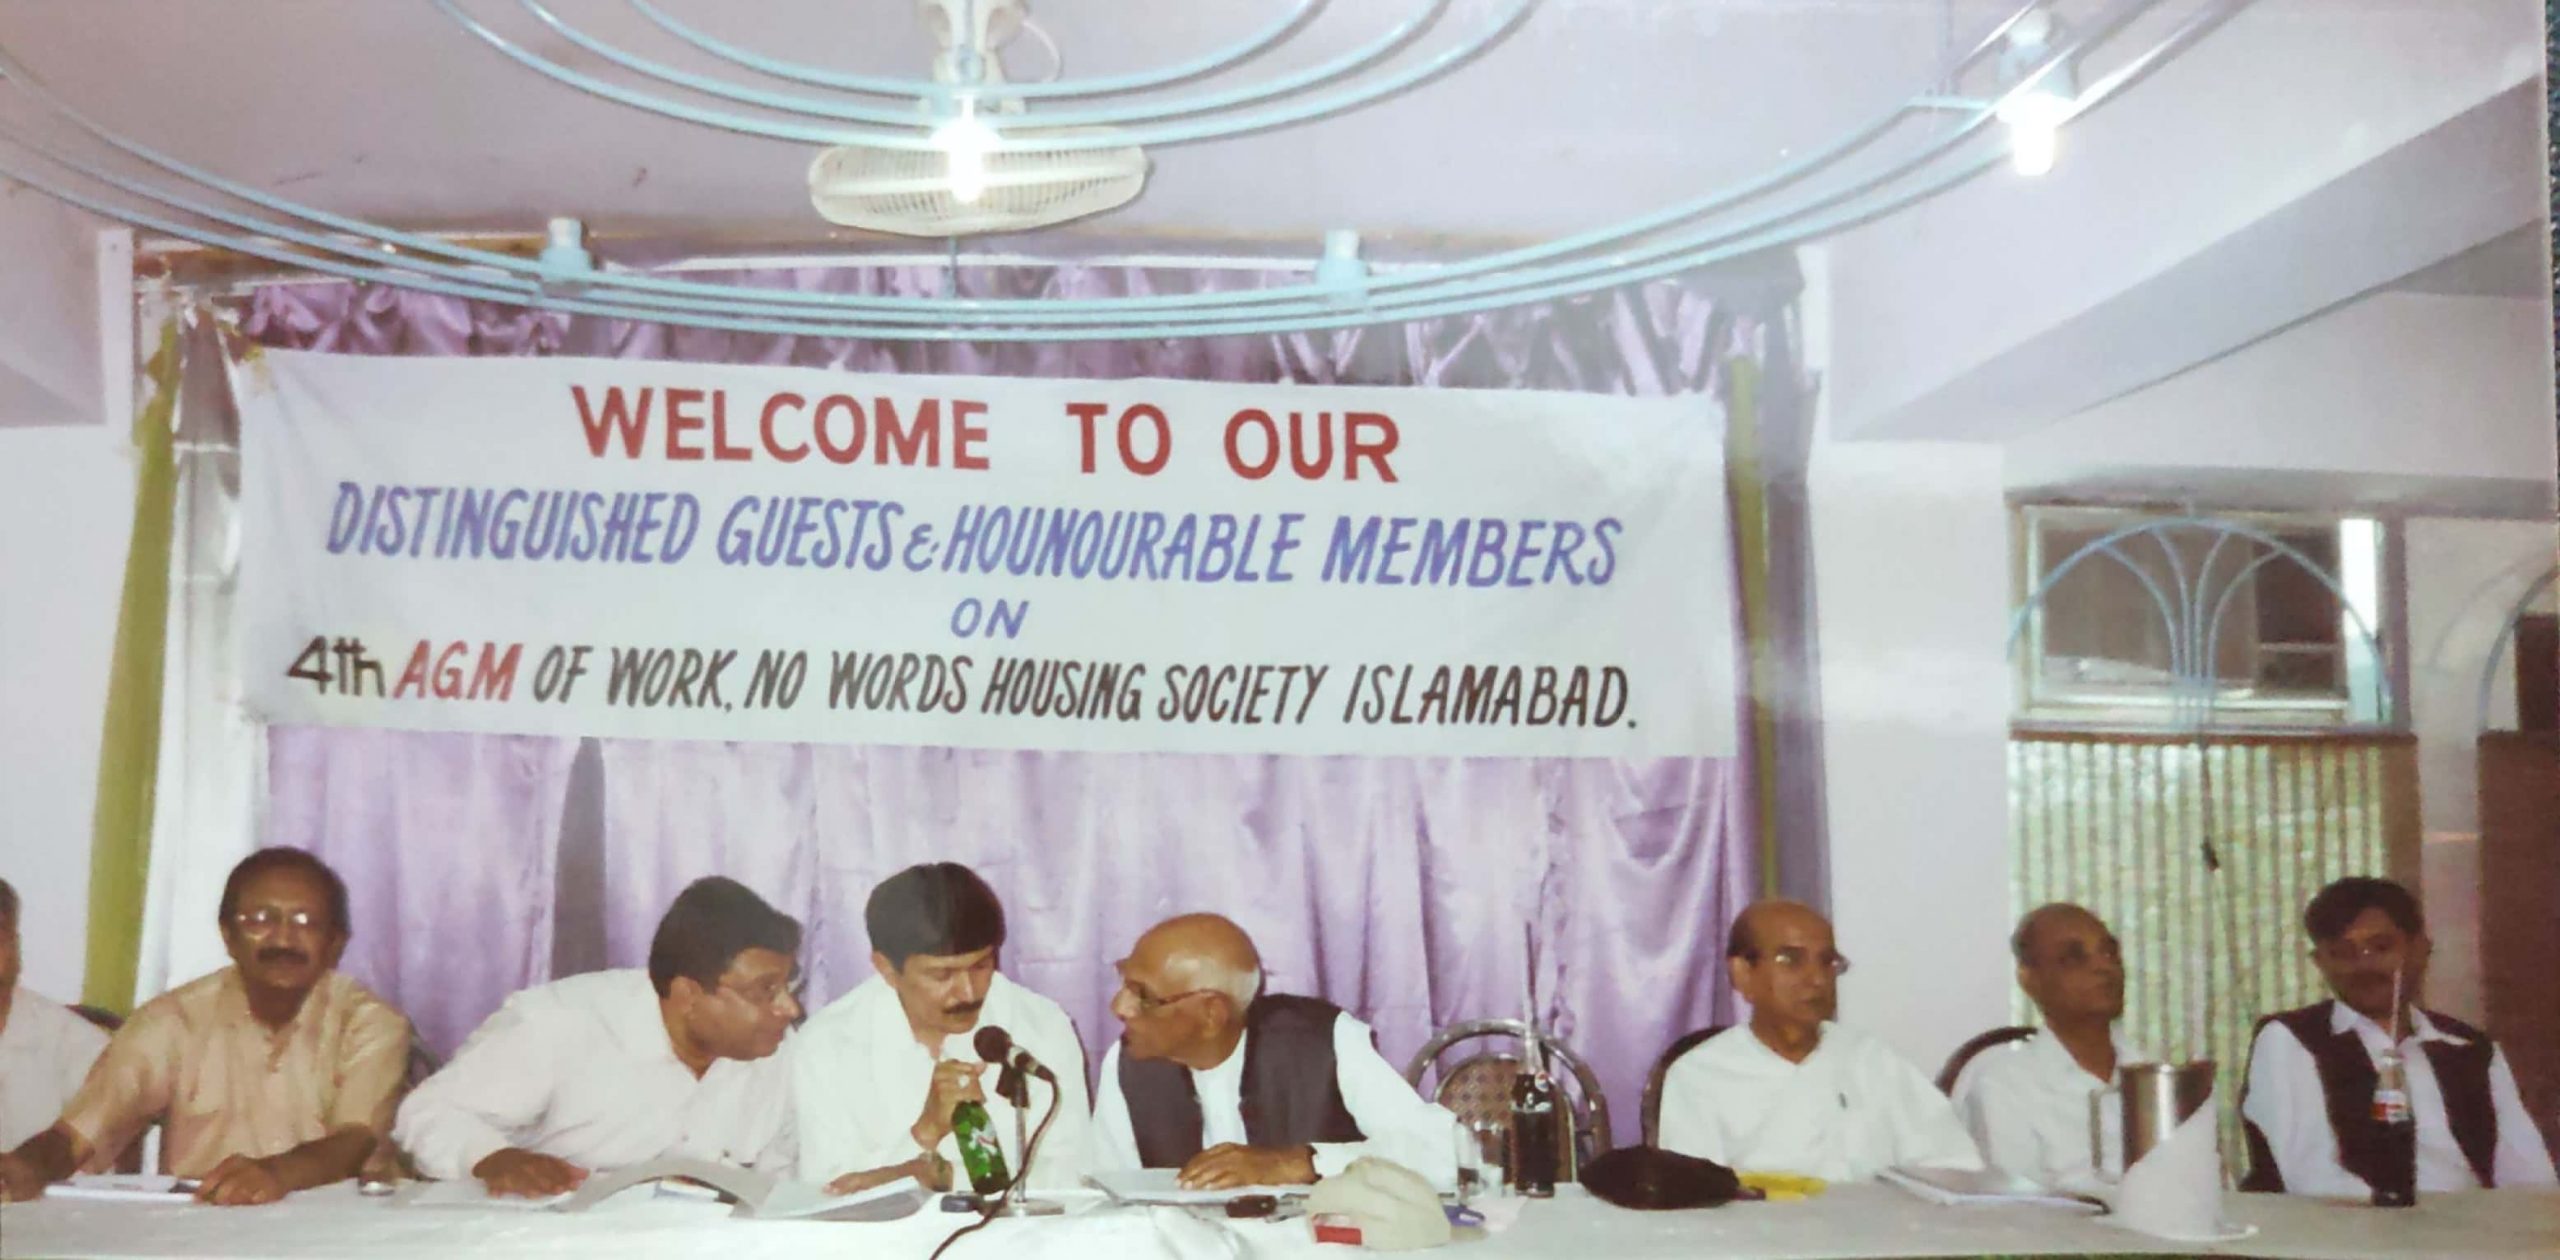 WELCOME TO OUR
DISTINGUISHED GUESTS & HOUNOURABLE MEMBERS
ON
4th AGM OF WORK, NO WORDS HOUSING SOCIETY ISLAMABAD.